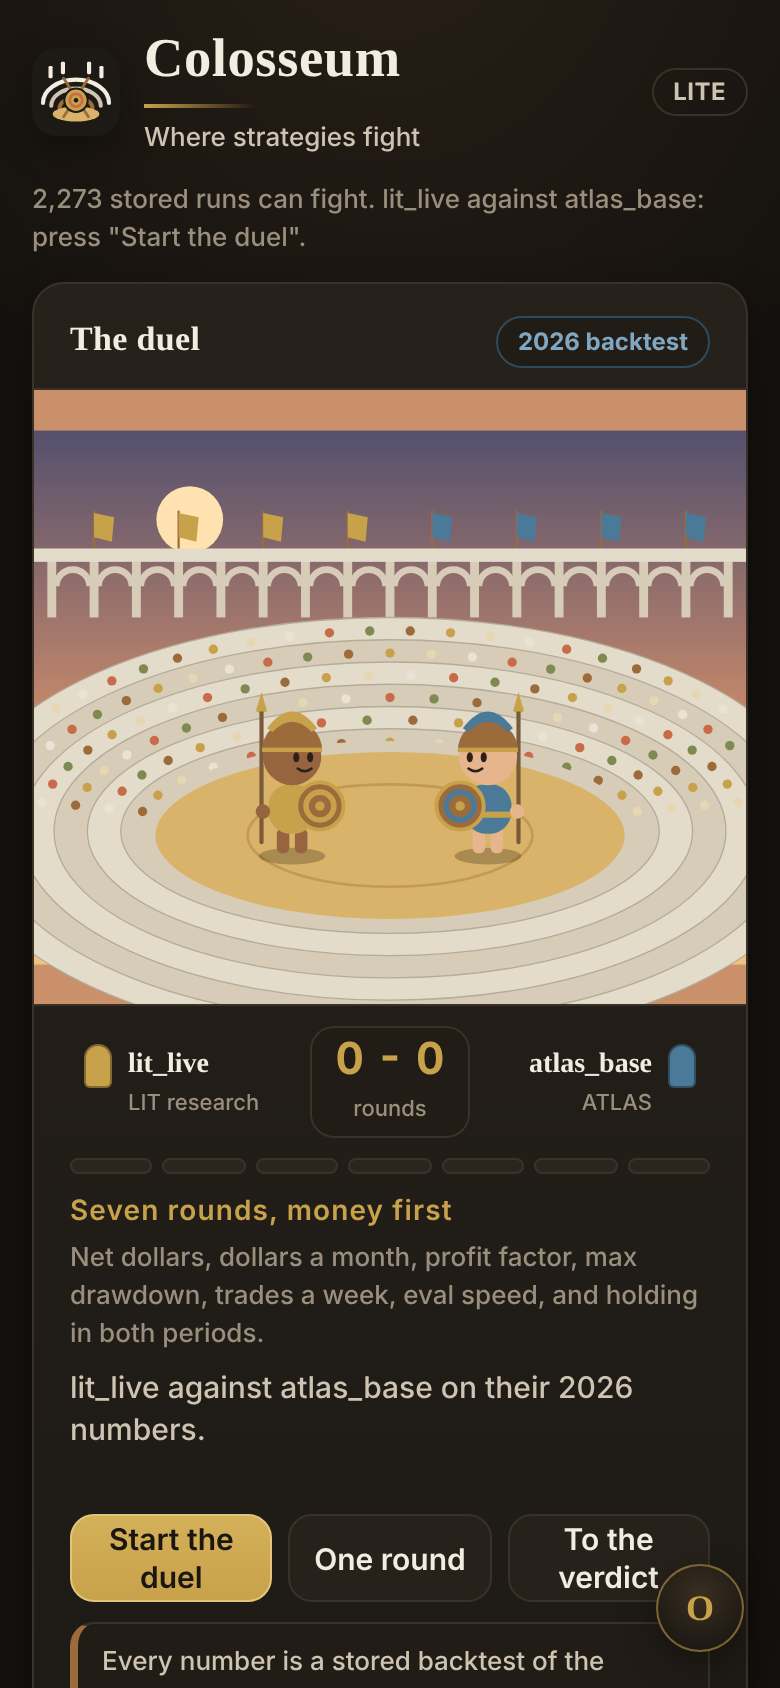 Colosseum
Where strategies fight
LITE
2,273 stored runs can fight. lit_live against atlas_base:
press "Start the duel".
The duel
2026 backtest
lit_live
LIT research
0 - 0
rounds
atlas_base
ATLAS
Seven rounds, money first
Net dollars, dollars a month, profit factor, max
drawdown, trades a week, eval speed, and holding
in both periods.
lit_live against atlas_base on their 2026
numbers.
Start the
duel
One round
To the
verdict
O
Every number is a stored backtest of the